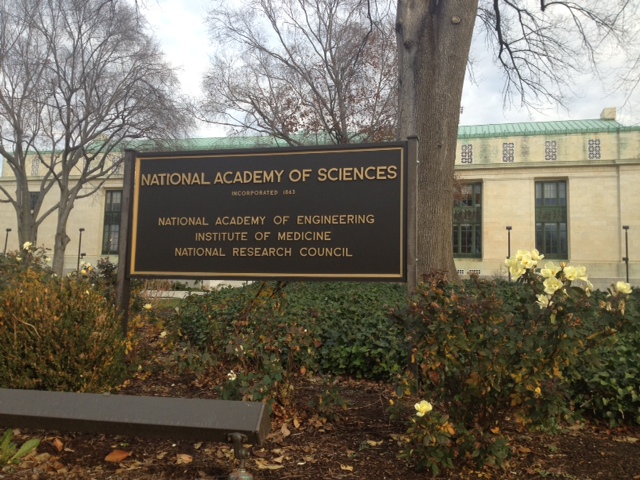 NATIONAL ACADEMY OF SCIENCES
INCORPORATED 1863
NATIONAL ACADEMY OF ENGINEERING
INSTITUTE OF MEDICINE
NATIONAL RESEARCH COUNCIL